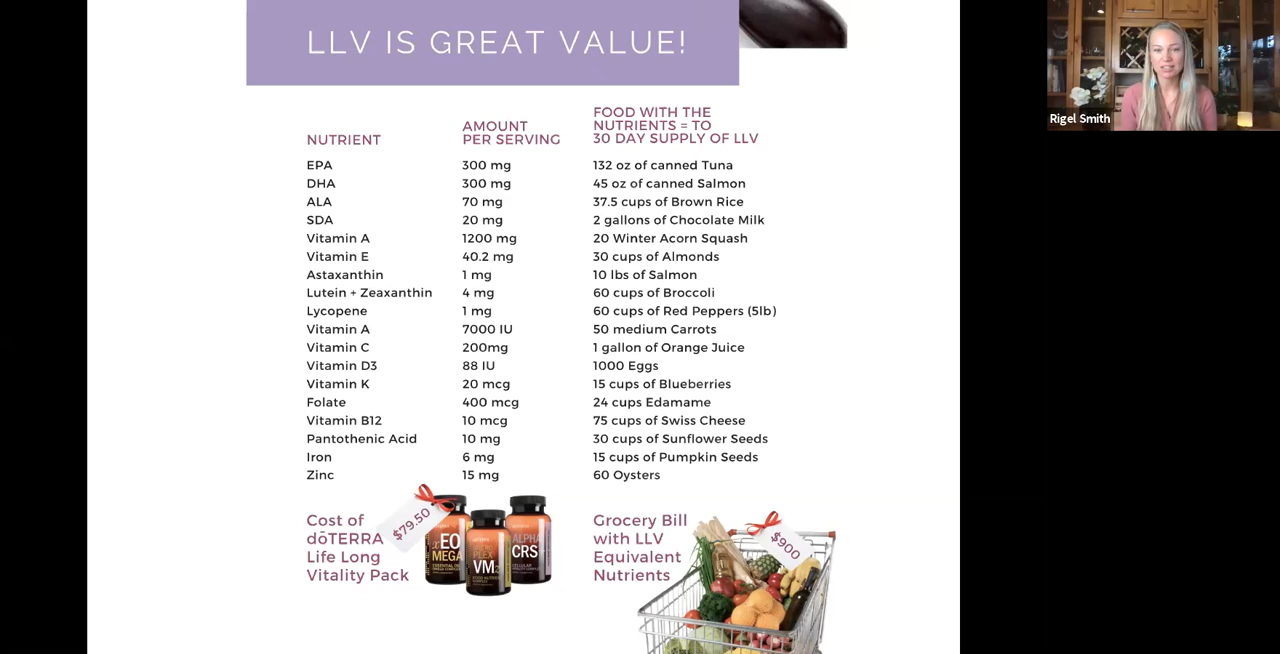 LLV IS GREAT VALUE!
NUTRIENT
AMOUNT
PER SERVING
FOOD WITH THE
NUTRIENTS = TO
30 DAY SUPPLY OF LLV
EPA 300 mg 132 oz of canned Tuna
DHA 300 mg 45 oz of canned Salmon
ALA 70 mg 37.5 cups of Brown Rice
SDA 20 mg 2 gallons of Chocolate Milk
Vitamin A 1200 mg 20 Winter Acorn Squash
Vitamin E 40.2 mg 30 cups of Almonds
Astaxanthin 1 mg 10 lbs of Salmon
Lutein + Zeaxanthin 4 mg 60 cups of Broccoli
Lycopene 1 mg 60 cups of Red Peppers (5lb)
Vitamin A 7000 IU 50 medium Carrots
Vitamin C 200mg 1 gallon of Orange Juice
Vitamin D3 88 IU 1000 Eggs
Vitamin K 20 mcg 15 cups of Blueberries
Folate 400 mcg 24 cups Edamame
Vitamin B12 10 mcg 75 cups of Swiss Cheese
Pantothenic Acid 10 mg 30 cups of Sunflower Seeds
Iron 6 mg 15 cups of Pumpkin Seeds
Zinc 15 mg 60 Oysters
Cost of
dōTERRA
Life Long
Vitality Pack
$79.50
EO
MEGA
PLEX
VM
ALPHA
CRS
Grocery Bill
with LLV
Equivalent
Nutrients
$900
Rigel Smith